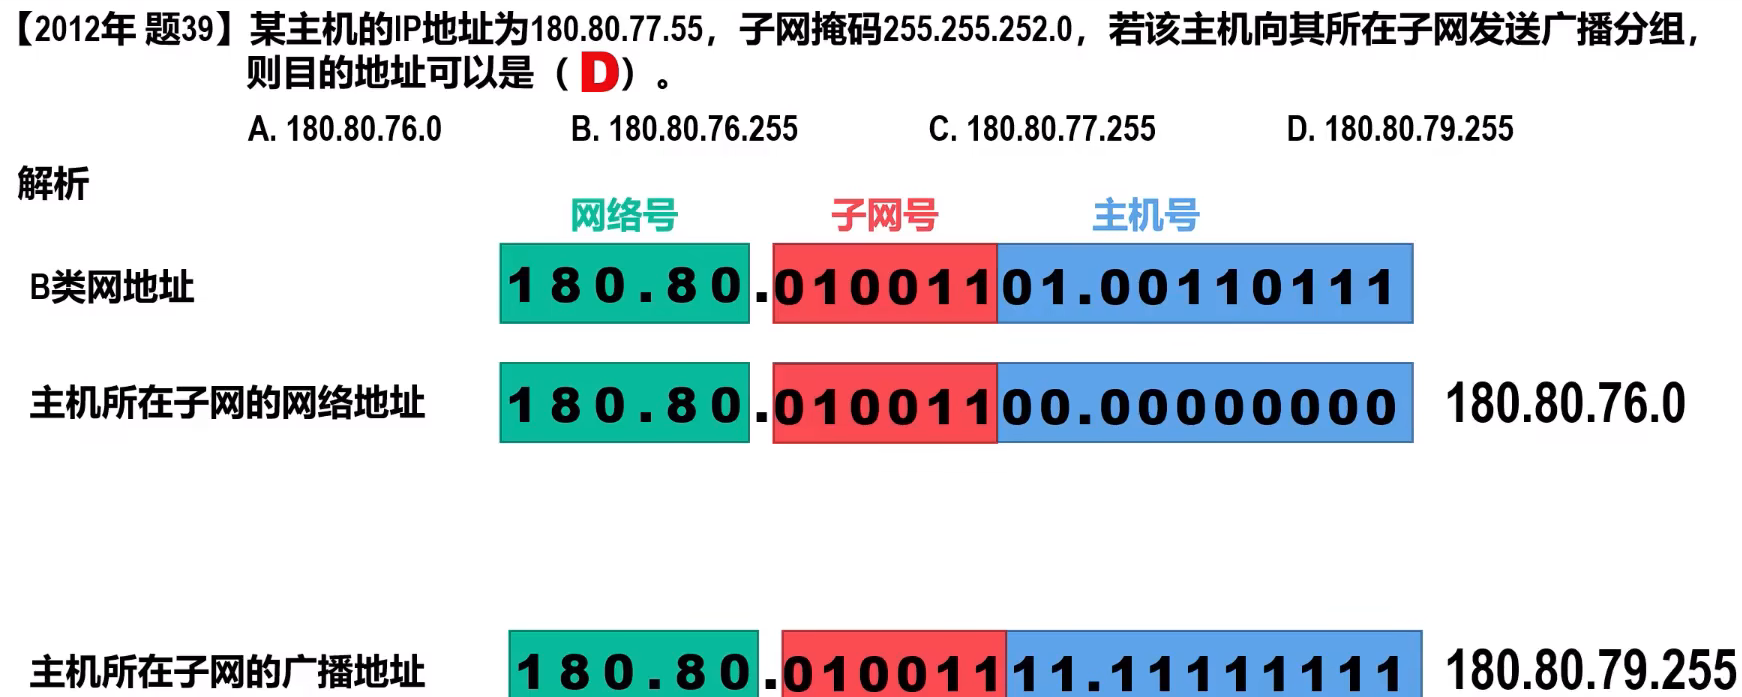 【2012年 题39】某主机的IP地址为180.80.77.55，子网掩码255.255.252.0，若该主机向其所在子网发送广播分组，
则目的地址可以是（ D）。
A. 180.80.76.0 B. 180.80.76.255 C. 180.80.77.255 D. 180.80.79.255
解析
网络号 子网号 主机号
B类网地址 180.80.01001101.00110111
主机所在子网的网络地址 180.80.01001100.00000000 180.80.76.0
主机所在子网的广播地址 180.80.01001111.11111111 180.80.79.255